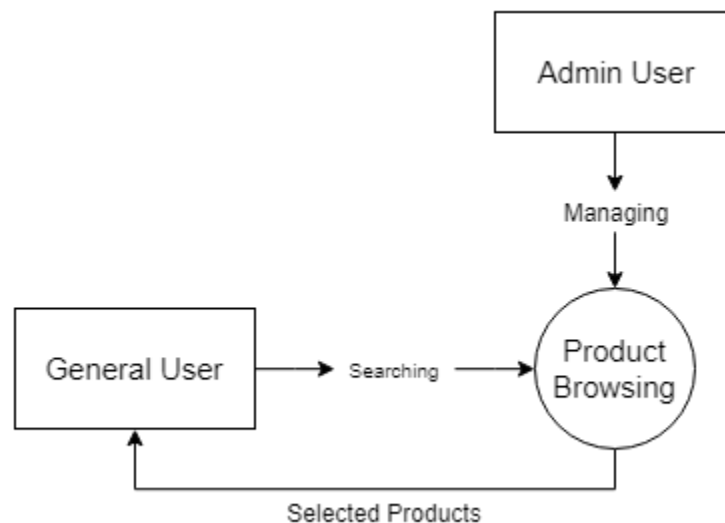 Admin User
Managing
General User
Searching
Product
Browsing
Selected Products